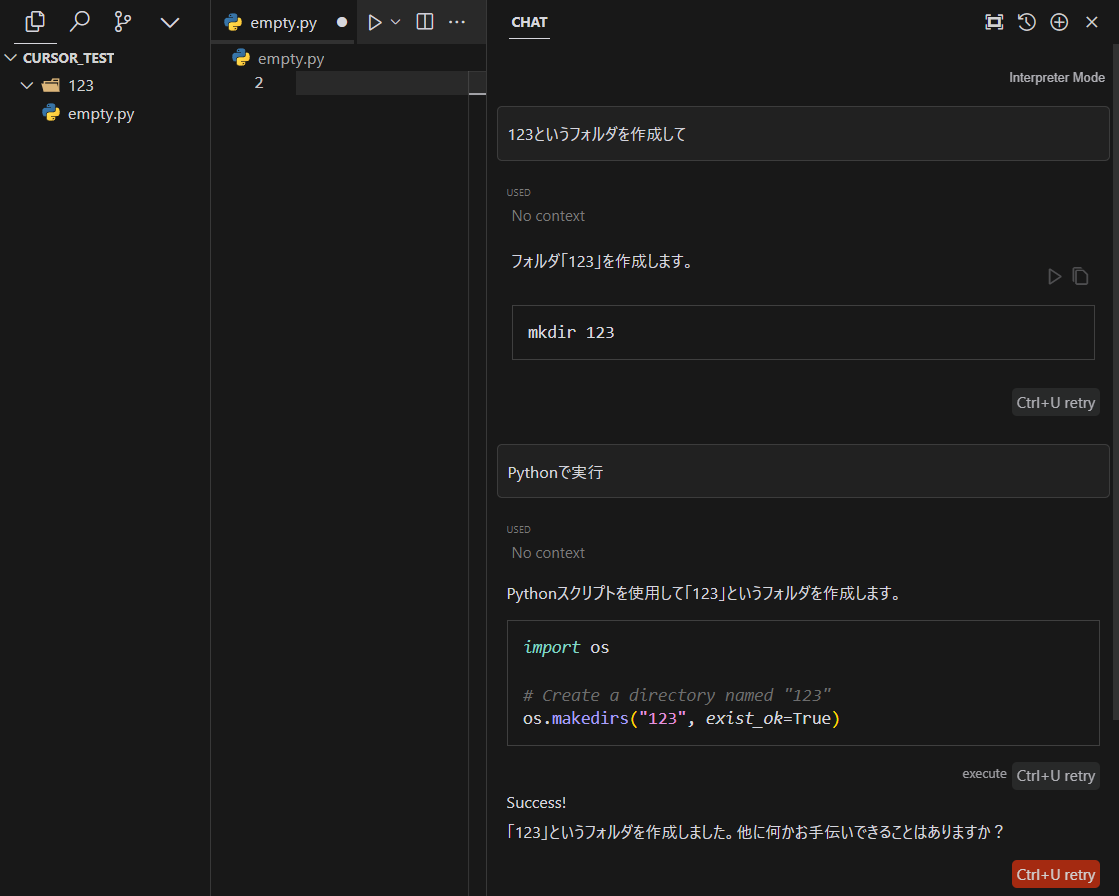 empty.py
CHAT
CURSOR_TEST
123
empty.py
empty.py
2
Interpreter Mode
123というフォルダを作成して
USED
No context
フォルダ「123」を作成します。
mkdir 123
Ctrl+U retry
Pythonで実行
USED
No context
Pythonスクリプトを使用して「123」というフォルダを作成します。
import os
# Create a directory named "123"
os.makedirs("123", exist_ok=True)
execute
Ctrl+U retry
Success!
「123」というフォルダを作成しました。他に何かお手伝いできることはありますか？
Ctrl+U retry